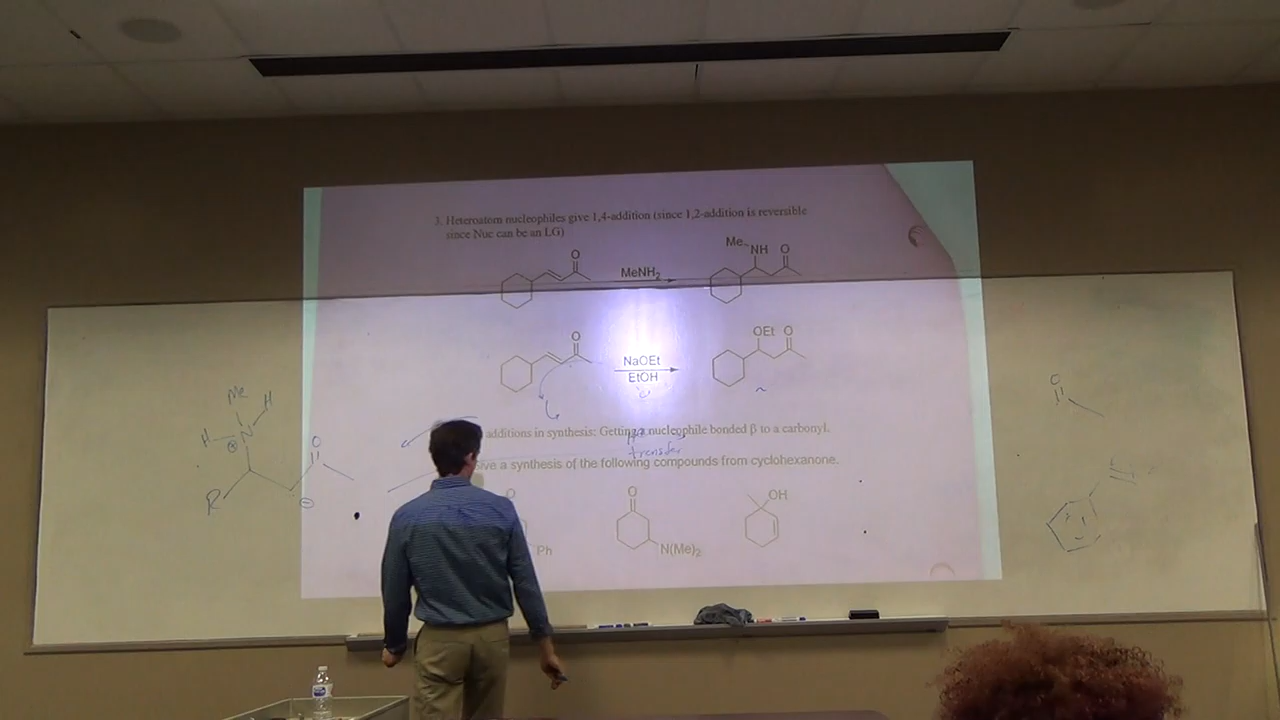 3. Heteroatom nucleophiles give 1,4-addition (since 1,2-addition is reversible
since Nuc can be an LG)
O
MeNH2
Me
NH
O
O
NaOEt
EtOH
OEt
O
additions in synthesis: Getting a nucleophile bonded β to a carbonyl.
transfer
give a synthesis of the following compounds from cyclohexanone.
O
Ph
O
N(Me)2
OH
Me
H
H
N
⊕
O
R
⊖
O